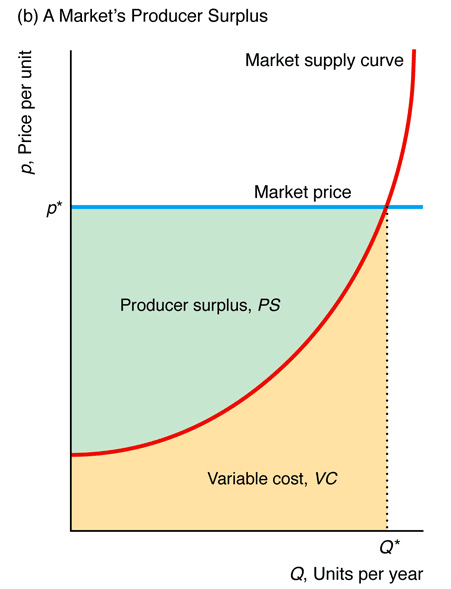 (b) A Market’s Producer Surplus
p, Price per unit
Market supply curve
Market price
p*
Producer surplus, PS
Variable cost, VC
Q*
Q, Units per year